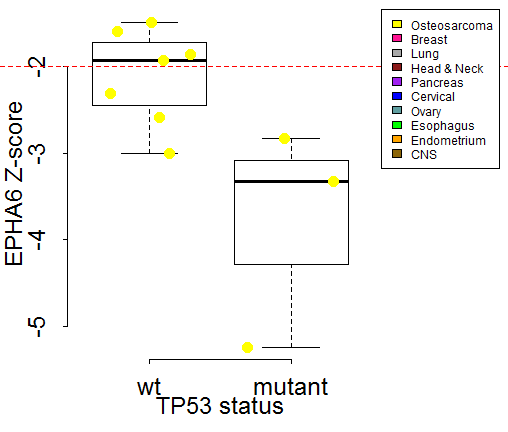 Osteosarcoma
Breast
Lung
Head & Neck
Pancreas
Cervical
Ovary
Esophagus
Endometrium
CNS
EPHA6 Z-score
-2
-3
-4
-5
wt mutant
TP53 status